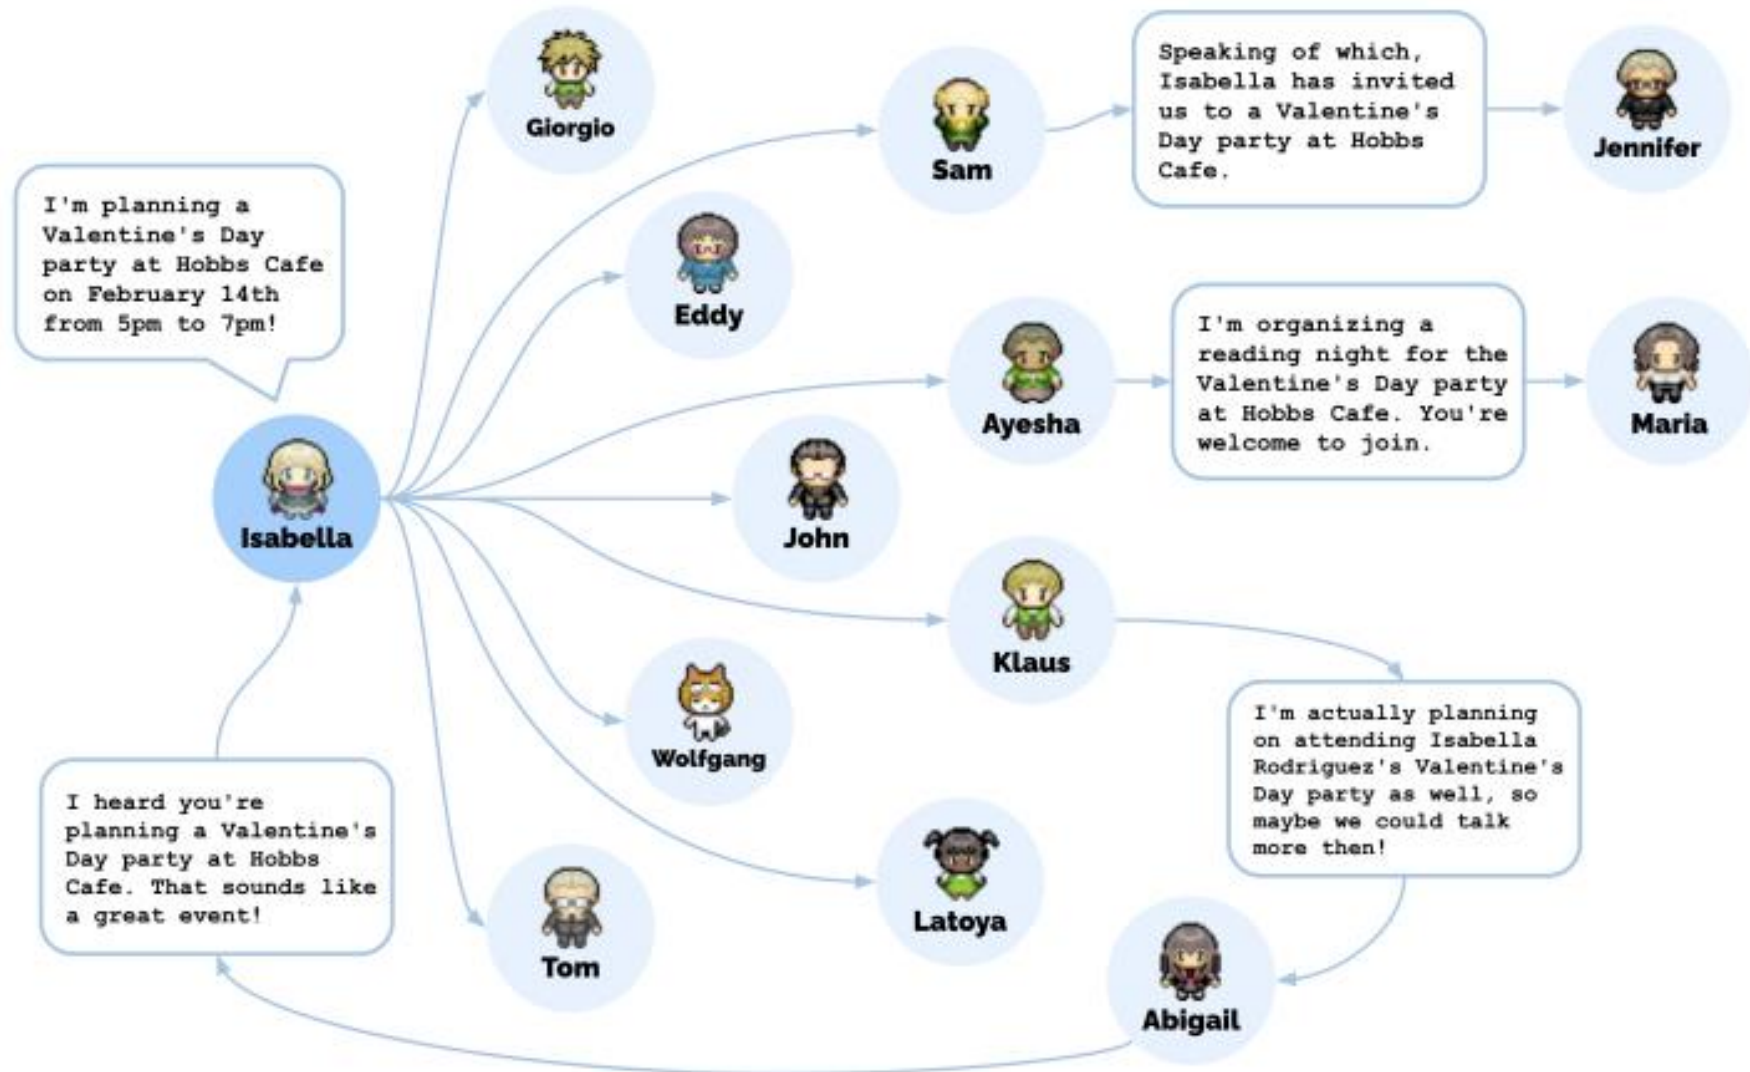 Giorgio
Sam
Speaking of which,
Isabella has invited
us to a Valentine's
Day party at Hobbs
Cafe.
Jennifer
I'm planning a
Valentine's Day
party at Hobbs Cafe
on February 14th
from 5pm to 7pm!
Eddy
Ayesha
I'm organizing a
reading night for the
Valentine's Day party
at Hobbs Cafe. You're
welcome to join.
Maria
Isabella
John
Klaus
Wolfgang
I'm actually planning
on attending Isabella
Rodriguez's Valentine's
Day party as well, so
maybe we could talk
more then!
I heard you're
planning a Valentine's
Day party at Hobbs
Cafe. That sounds like
a great event!
Tom
Latoya
Abigail